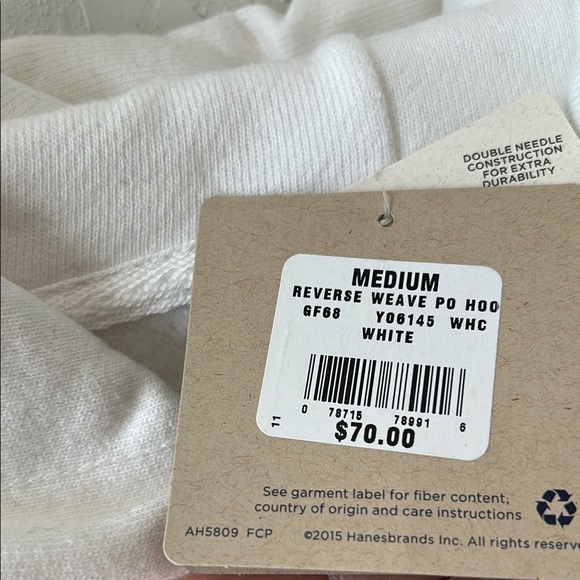 DOUBLE NEEDLE
CONSTRUCTION
FOR EXTRA
DURABILITY
MEDIUM
REVERSE WEAVE PO HOO
GF68 Y06145 WHC
WHITE
0 78715 78991 6
11
$70.00
See garment label for fiber content,
country of origin and care instructions
AH5809 FCP ©2015 Hanesbrands Inc. All rights